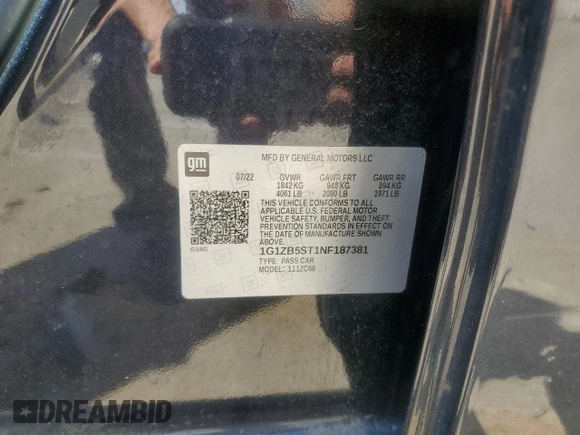 gm
MFD BY GENERAL MOTORS LLC
07/22 GVWR GAWR FRT GAWR RR
1842 KG 948 KG 894 KG
4061 LB 2090 LB 1971 LB
THIS VEHICLE CONFORMS TO ALL APPLICABLE
U.S. FEDERAL MOTOR VEHICLE
SAFETY, BUMPER, AND THEFT
PREVENTION STANDARDS IN EFFECT ON
THE DATE OF MANUFACTURE SHOWN ABOVE.
G18G
1G1ZB5ST1NF187381
TYPE: PASS CAR
MODEL: 111ZC69
DREAMBID